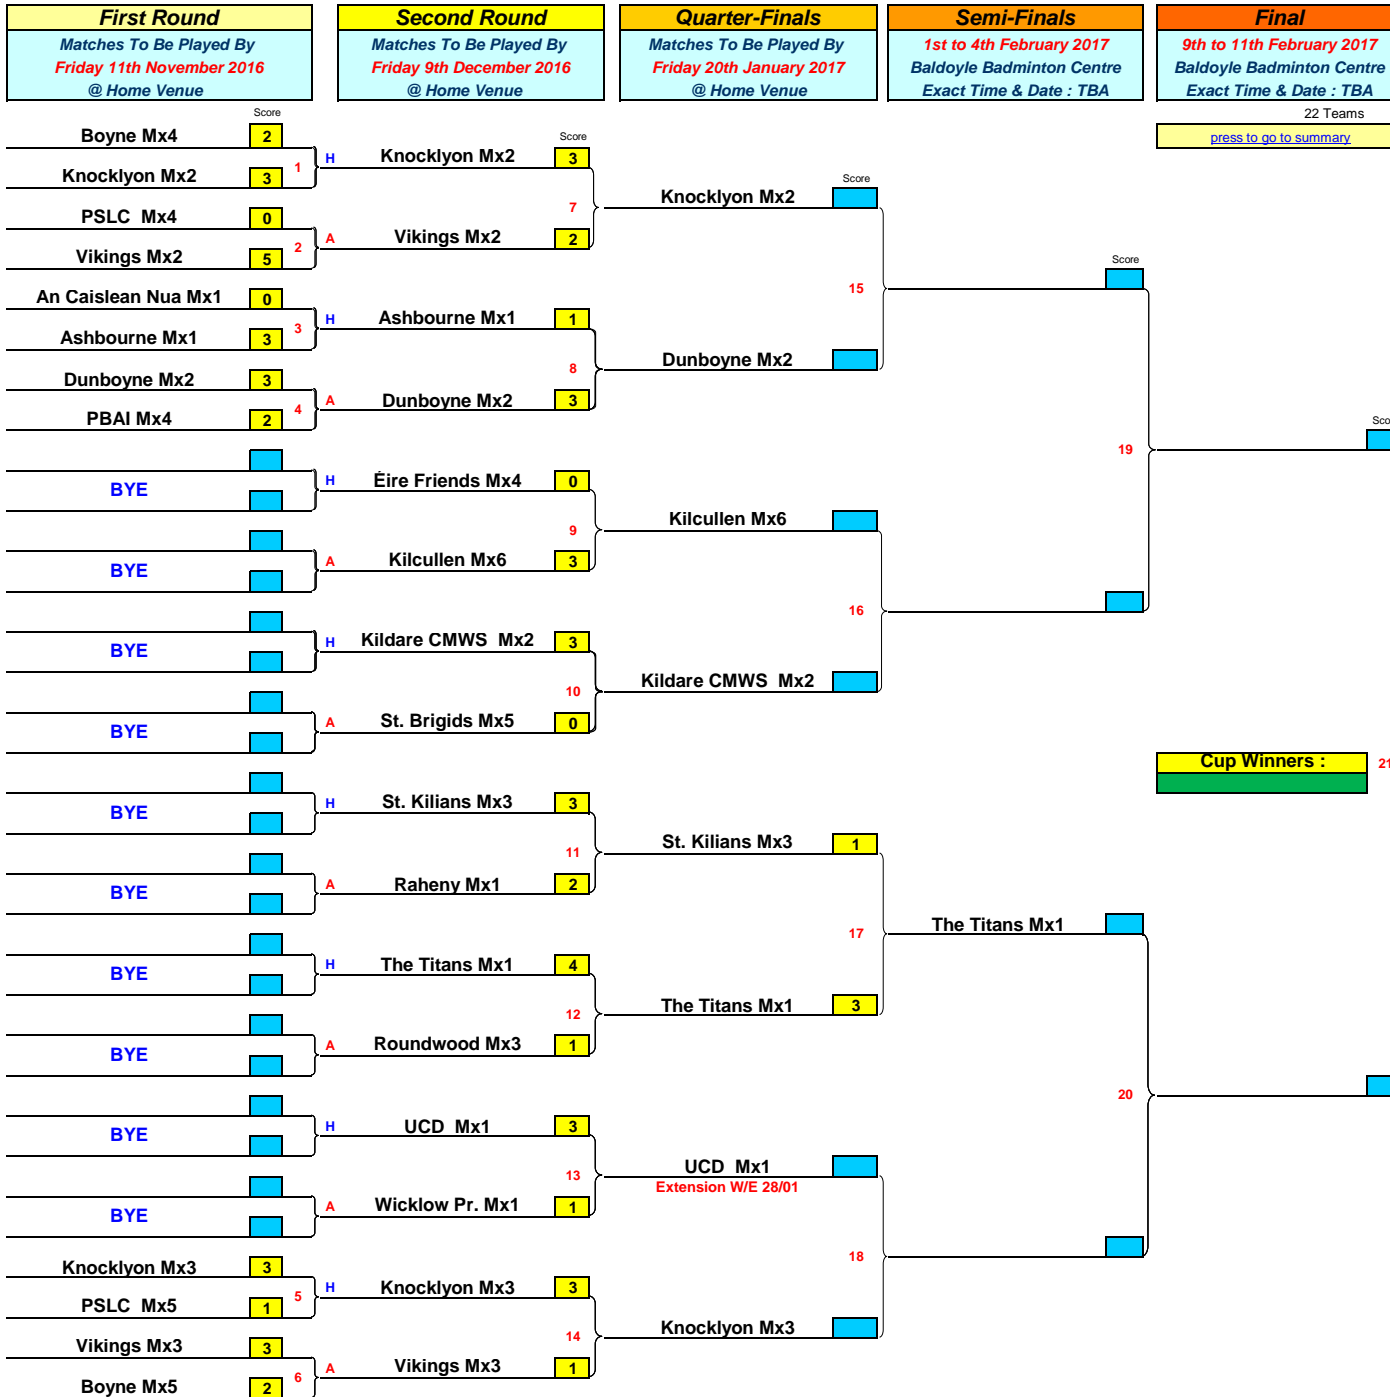 First Round
Matches To Be Played By
Friday 11th November 2016
@ Home Venue
Second Round
Matches To Be Played By
Friday 9th December 2016
@ Home Venue
Quarter-Finals
Matches To Be Played By
Friday 20th January 2017
@ Home Venue
Semi-Finals
1st to 4th February 2017
Baldoyle Badminton Centre
Exact Time & Date : TBA
Final
9th to 11th February 2017
Baldoyle Badminton Centre
Exact Time & Date : TBA
22 Teams
press to go to summary
Score
Boyne Mx4 2
1
Knocklyon Mx2 3
PSLC Mx4 0
2
Vikings Mx2 5
An Caislean Nua Mx1 0
3
Ashbourne Mx1 3
Dunboyne Mx2 3
4
PBAI Mx4 2
BYE
BYE
BYE
BYE
BYE
BYE
BYE
BYE
BYE
BYE
Knocklyon Mx3 3
5
PSLC Mx5 1
Vikings Mx3 3
6
Boyne Mx5 2
Score
H Knocklyon Mx2 3
7
A Vikings Mx2 2
H Ashbourne Mx1 1
8
A Dunboyne Mx2 3
H Éire Friends Mx4 0
9
A Kilcullen Mx6 3
H Kildare CMWS Mx2 3
10
A St. Brigids Mx5 0
H St. Kilians Mx3 3
11
A Raheny Mx1 2
H The Titans Mx1 4
12
A Roundwood Mx3 1
H UCD Mx1 3
13
A Wicklow Pr. Mx1 1
H Knocklyon Mx3 3
14
A Vikings Mx3 1
Score
Knocklyon Mx2
15
Dunboyne Mx2
Kilcullen Mx6
16
Kildare CMWS Mx2
St. Kilians Mx3 1
17
The Titans Mx1 3
UCD Mx1
Extension W/E 28/01
18
Knocklyon Mx3
Score
19
The Titans Mx1
20
Sco
Cup Winners : 21